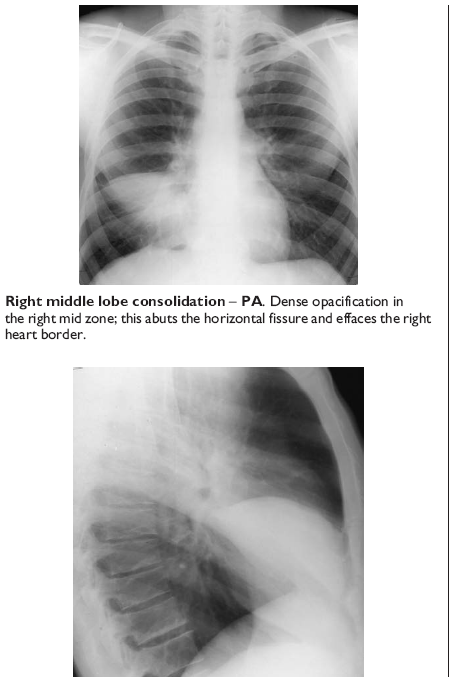 Right middle lobe consolidation – PA. Dense opacification in
the right mid zone; this abuts the horizontal fissure and effaces the right
heart border.